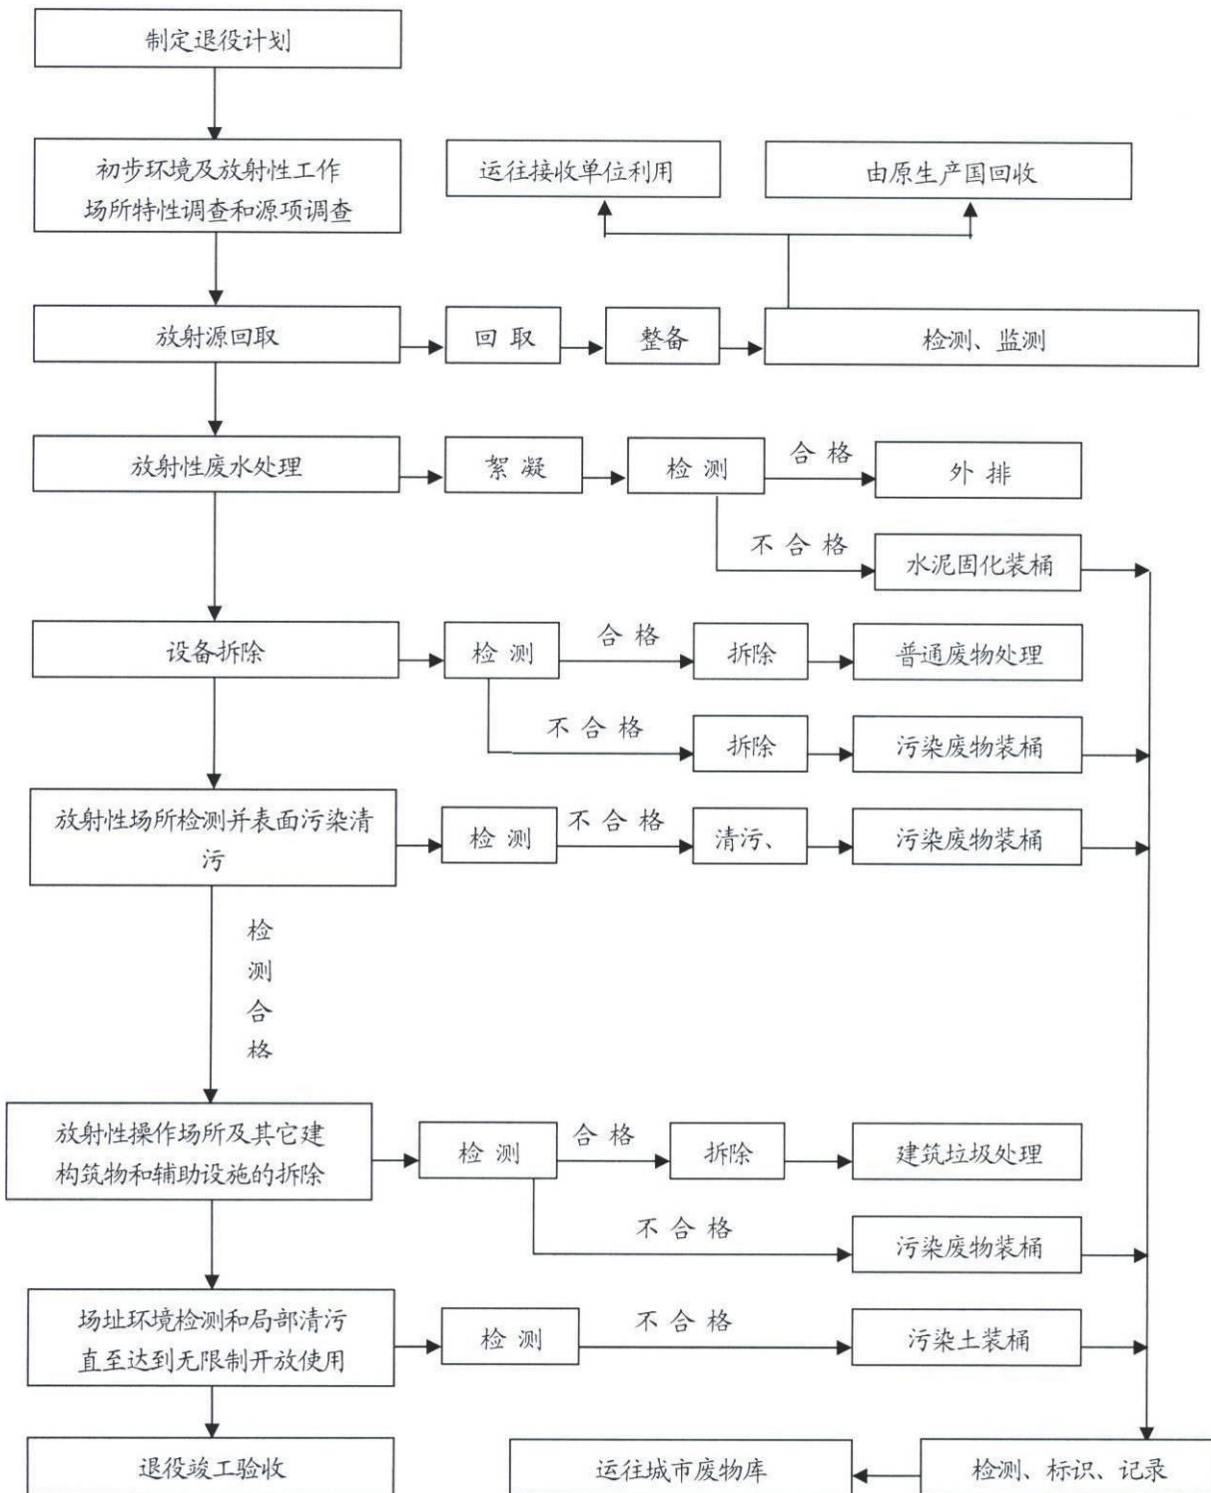 制定退役计划
初步环境及放射性工作
场所特性调查和源项调查
运往接收单位利用
由原生产国回收
放射源回取
回 取
整备
检测、监测
放射性废水处理
絮 凝
检 测
合 格
外 排
不 合 格
水泥固化装桶
设备拆除
检 测
合 格
拆除
普通废物处理
不 合 格
拆除
污染废物装桶
放射性场所检测并表面污染清
污
检 测
不 合 格
清污、
污染废物装桶
检
测
合
格
放射性操作场所及其它建
构筑物和辅助设施的拆除
检 测
合 格
拆除
建筑垃圾处理
不 合 格
污染废物装桶
场址环境检测和局部清污
直至达到无限制开放使用
检 测
不 合 格
污染土装桶
退役竣工验收
运往城市废物库
检测、标识、记录